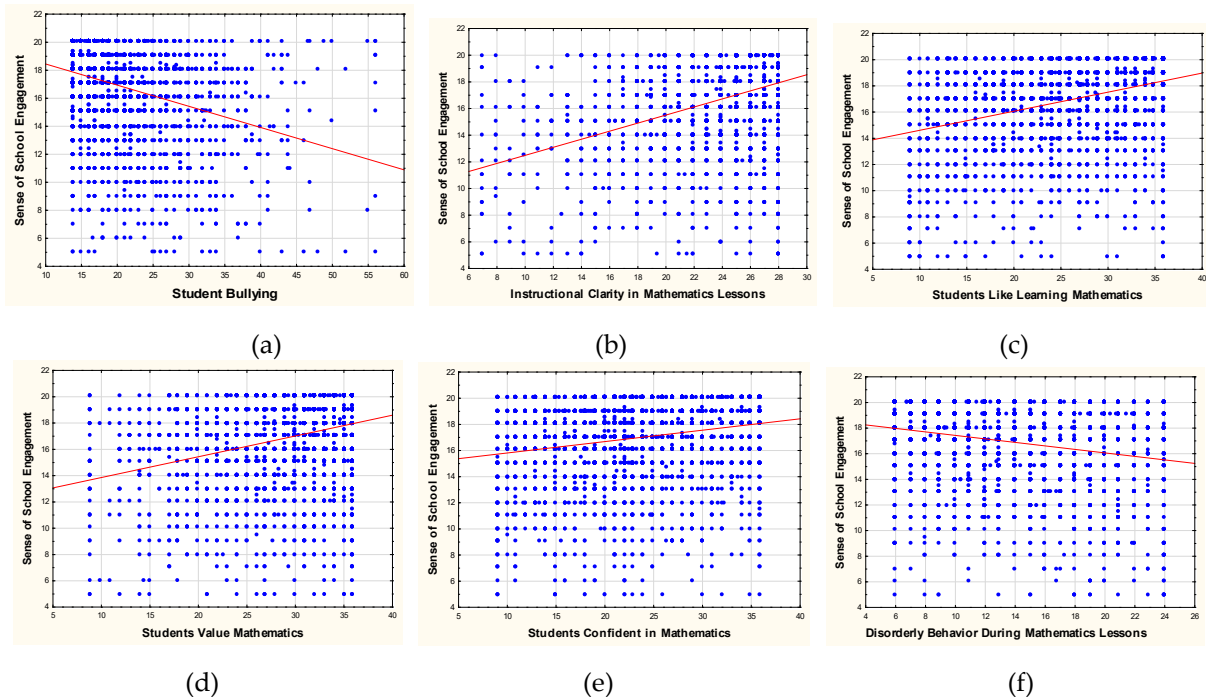 22
20
18
16
14
12
10
8
6
4
Sense of School Engagement
10 15 20 25 30 35 40 45 50 55 60
Student Bullying
(a)
22
20
18
16
14
12
10
8
6
4
Sense of School Engagement
6 8 10 12 14 16 18 20 22 24 26 28 30
Instructional Clarity in Mathematics Lessons
(b)
22
20
18
16
14
12
10
8
6
4
Sense of School Engagement
5 10 15 20 25 30 35 40
Students Like Learning Mathematics
(c)
22
20
18
16
14
12
10
8
6
4
Sense of School Engagement
5 10 15 20 25 30 35 40
Students Value Mathematics
(d)
22
20
18
16
14
12
10
8
6
4
Sense of School Engagement
5 10 15 20 25 30 35 40
Students Confident in Mathematics
(e)
22
20
18
16
14
12
10
8
6
4
Sense of School Engagement
4 6 8 10 12 14 16 18 20 22 24 26
Disorderly Behavior During Mathematics Lessons
(f)